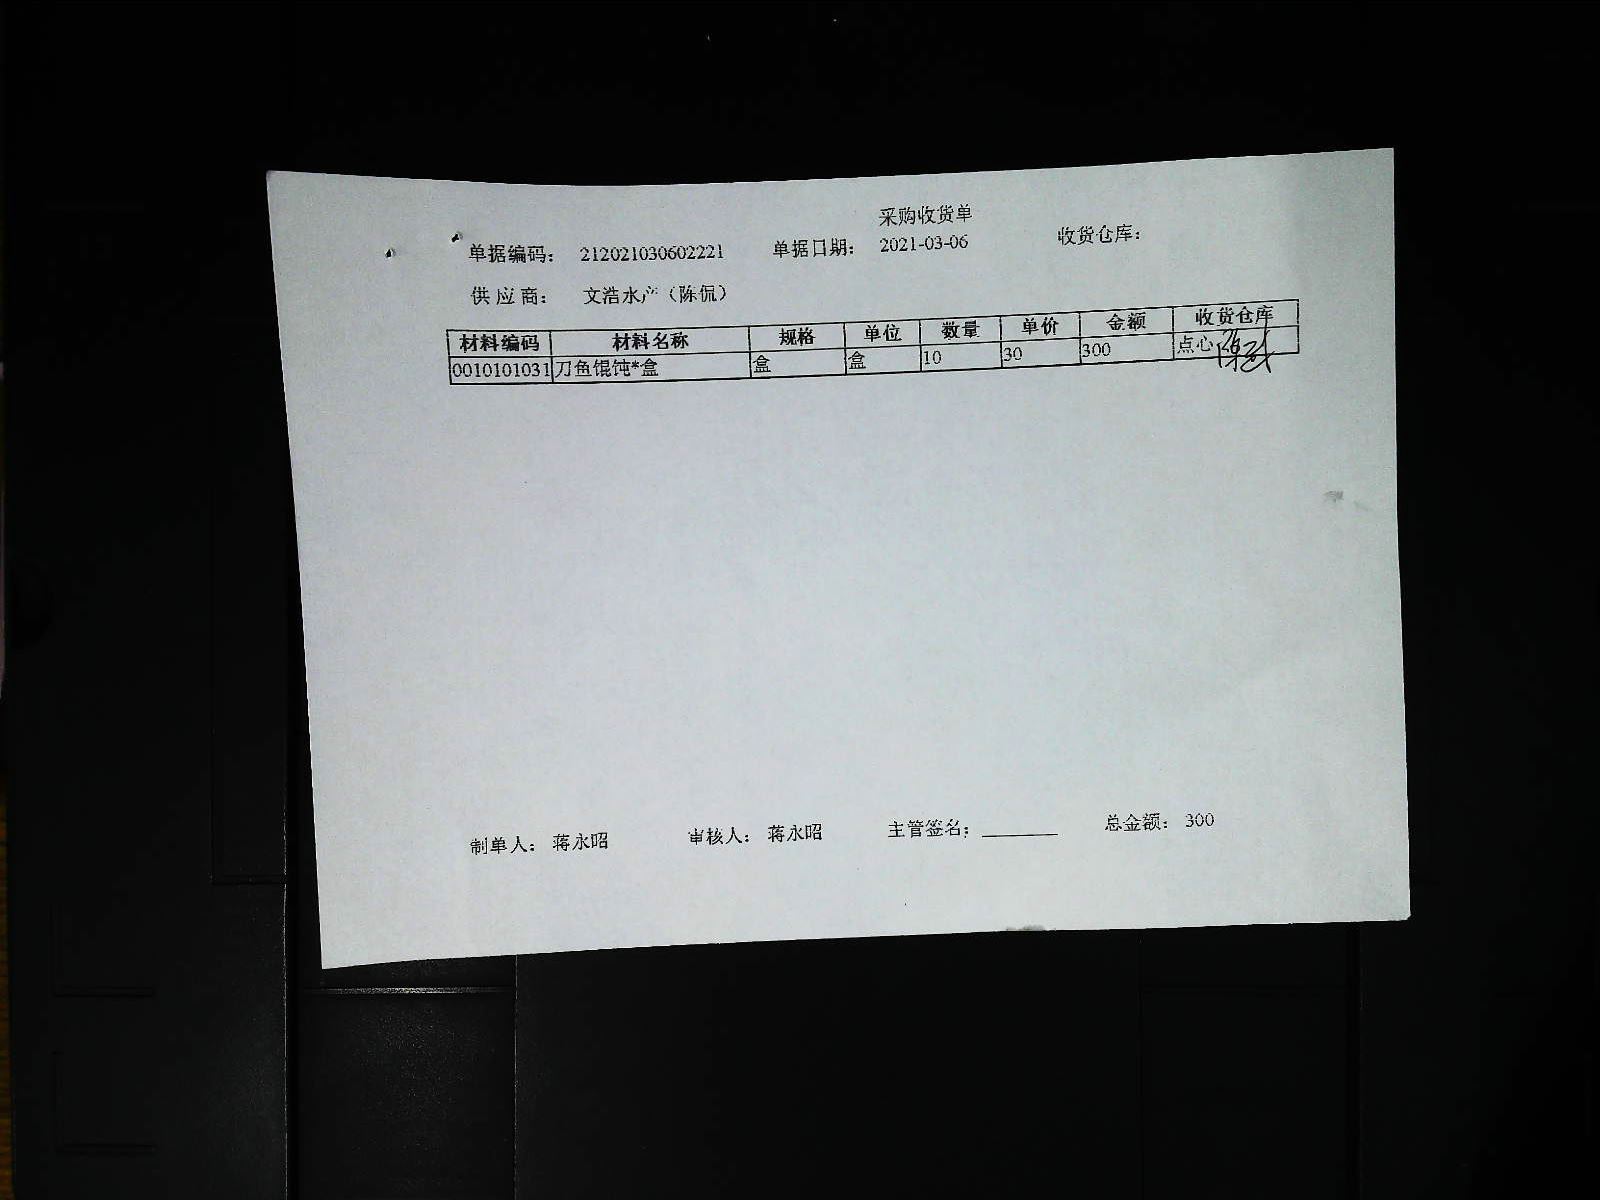 采购收货单
单据编码： 212021030602221 单据日期： 2021-03-06 收货仓库：
供应商： 文浩水产（陈侃）
材料编码 材料名称 规格 单位 数量 单价 金额 收货仓库
0010101031 刀鱼馄饨*盒 盒 盒 10 30 300 点心
制单人： 蒋永昭 审核人： 蒋永昭 主管签名： 总金额： 300